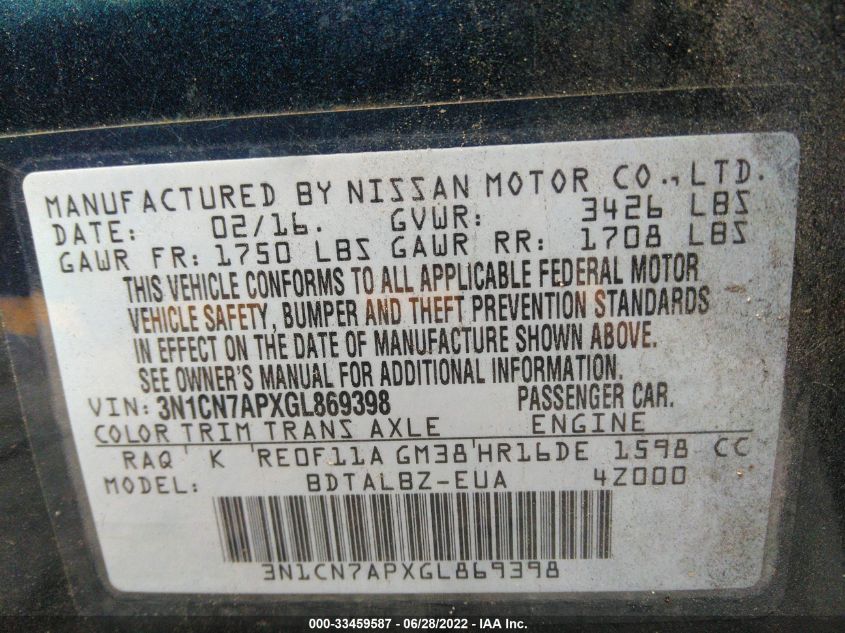 MANUFACTURED BY NISSAN MOTOR CO.,LTD.
DATE: 02/16. GVWR: 3426 LBS
GAWR FR: 1750 LBS GAWR RR: 1708 LBS
THIS VEHICLE CONFORMS TO ALL APPLICABLE FEDERAL MOTOR
VEHICLE SAFETY, BUMPER AND THEFT PREVENTION STANDARDS
IN EFFECT ON THE DATE OF MANUFACTURE SHOWN ABOVE.
SEE OWNER'S MANUAL FOR ADDITIONAL INFORMATION.
VIN: 3N1CN7APXGL869398 PASSENGER CAR.
COLOR TRIM TRANS AXLE ENGINE
RAQ' K 'RE0F11A GM38'HR16DE 1598 CC
MODEL: BDTALBZ-EUA 4Z000
3N1CN7APXGL869398
000-33459587 - 06/28/2022 - IAA Inc.